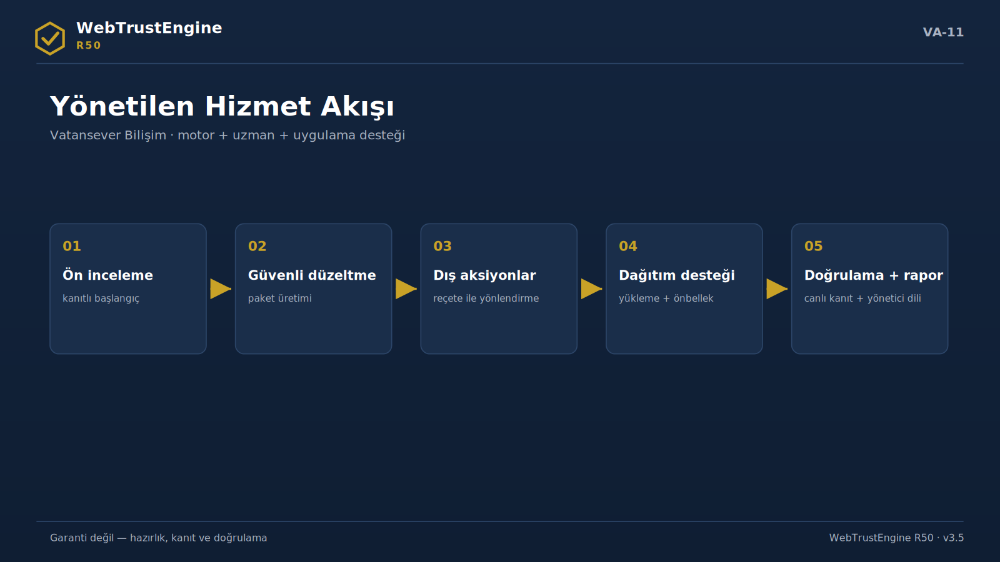 WebTrustEngine
R50
VA-11
Yönetilen Hizmet Akışı
Vatansever Bilişim · motor + uzman + uygulama desteği
01
Ön inceleme
kanıtlı başlangıç
02
Güvenli düzeltme
paket üretimi
03
Dış aksiyonlar
reçete ile yönlendirme
04
Dağıtım desteği
yükleme + önbellek
05
Doğrulama + rapor
canlı kanıt + yönetici dili
Garanti değil — hazırlık, kanıt ve doğrulama
WebTrustEngine R50 · v3.5